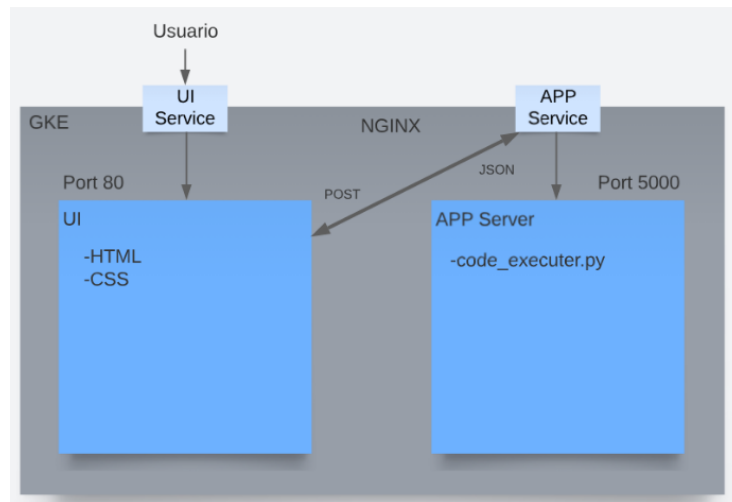 Usuario
UI
Service
APP
Service
GKE
NGINX
JSON
POST
Port 80
Port 5000
UI
-HTML
-CSS
APP Server
-code_executer.py